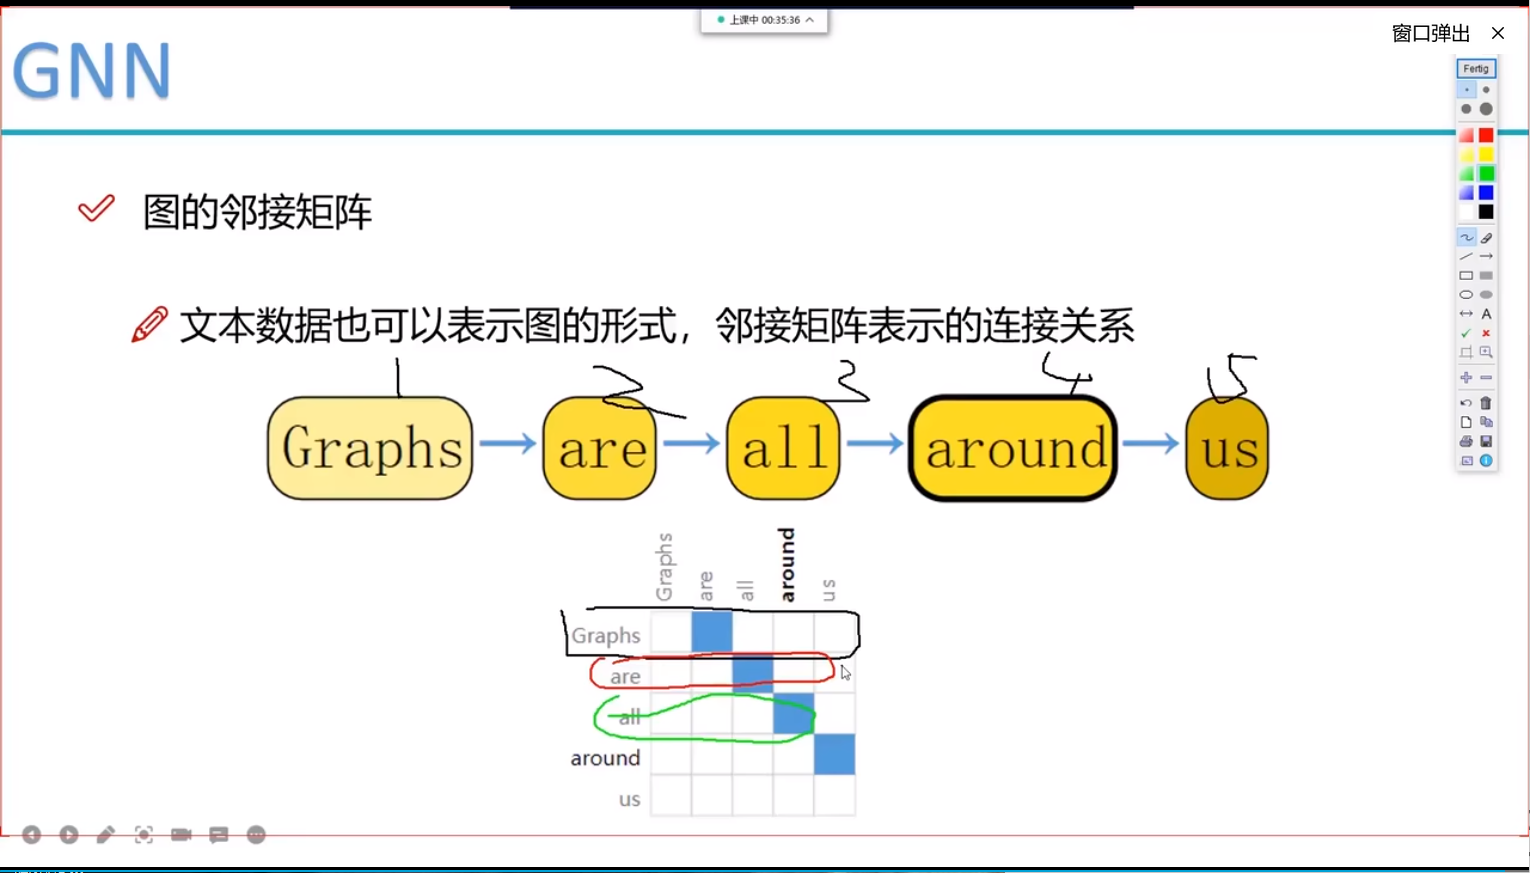 上课中 00:35:36
窗口弹出
GNN
Fertig
图的邻接矩阵
文本数据也可以表示图的形式，邻接矩阵表示的连接关系
1 2 3 4 5
Graphs are all around us
Graphs are all around us
Graphs
are
all
around
us